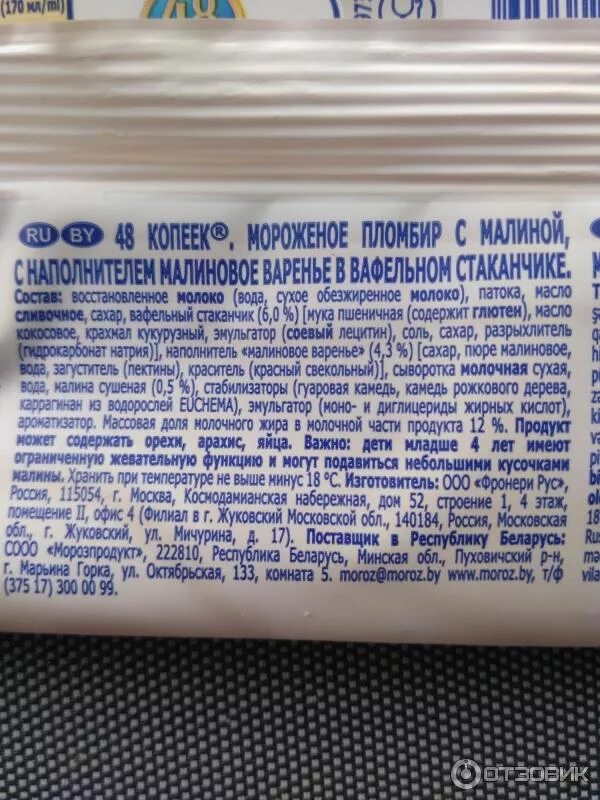 (170 мл/ml)
48
RU BY 48 КОПЕЕК®. МОРОЖЕНОЕ ПЛОМБИР С МАЛИНОЙ,
С НАПОЛНИТЕЛЕМ МАЛИНОВОЕ ВАРЕНЬЕ В ВАФЕЛЬНОМ СТАКАНЧИКЕ.
Состав: восстановленное молоко (вода, сухое обезжиренное молоко), патока, масло
сливочное, сахар, вафельный стаканчик (6,0 %) [мука пшеничная (содержит глютен), масло
кокосовое, крахмал кукурузный, эмульгатор (соевый лецитин), соль, сахар, разрыхлитель
(гидрокарбонат натрия)], наполнитель «малиновое варенье» (4,3 %) [сахар, пюре малиновое,
вода, загуститель (пектины), краситель (красный свекольный)], сыворотка молочная сухая,
вода, малина сушеная (0,5 %), стабилизаторы (гуаровая камедь, камедь рожкового дерева,
каррагинан из водорослей EUCHEMA), эмульгатор (моно- и диглицериды жирных кислот),
ароматизатор. Массовая доля молочного жира в молочной части продукта 12 %. Продукт
может содержать орехи, арахис, яйца. Важно: дети младше 4 лет имеют
ограниченную жевательную функцию и могут подавиться небольшими кусочками
малины. Хранить при температуре не выше минус 18 °C. Изготовитель: ООО «Фронери Рус»,
Россия, 115054, г. Москва, Космодамианская набережная, дом 52, строение 1, 4 этаж,
помещение II, офис 4 (Филиал в г. Жуковский Московской обл., 140184, Россия, Московская
обл., г. Жуковский, ул. Мичурина, д. 17). Поставщик в Республику Беларусь:
СООО «Морозпродукт», 222810, Республика Беларусь, Минская обл., Пуховичский р-н,
г. Марьина Горка, ул. Октябрьская, 133, комната 5. moroz@moroz.by www.moroz.by, т/ф
(375 17) 300 00 99.
ОТЗОВИК